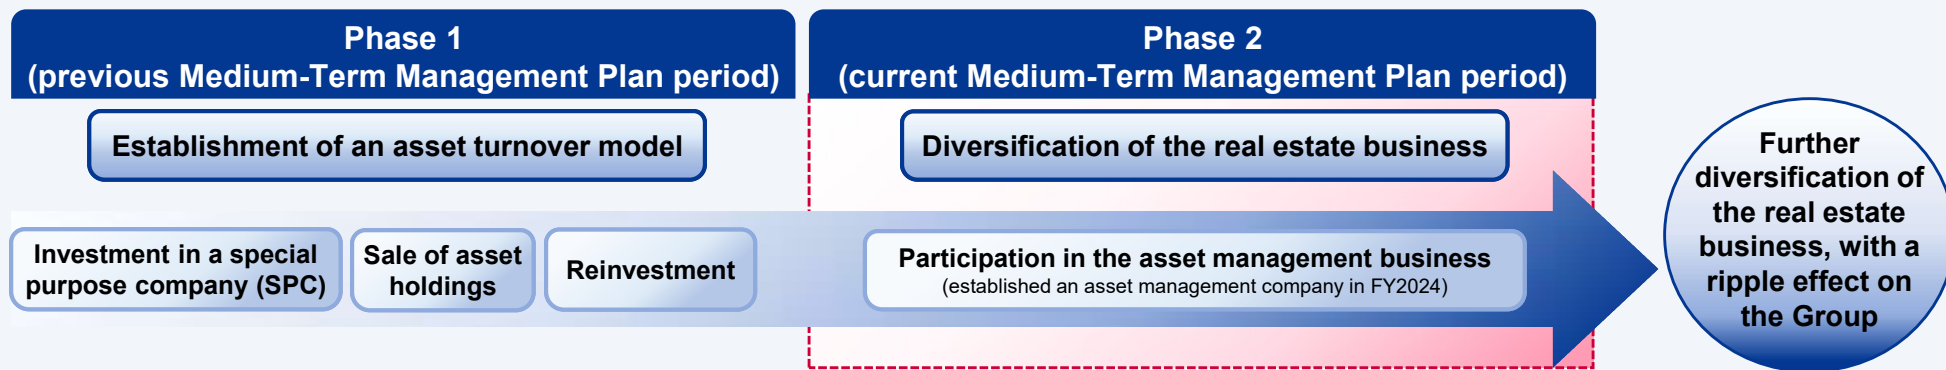 Phase 1
(previous Medium-Term Management Plan period)
Establishment of an asset turnover model
Investment in a special
purpose company (SPC)
Sale of asset
holdings
Reinvestment
Phase 2
(current Medium-Term Management Plan period)
Diversification of the real estate business
Participation in the asset management business
(established an asset management company in FY2024)
Further
diversification of
the real estate
business, with a
ripple effect on
the Group